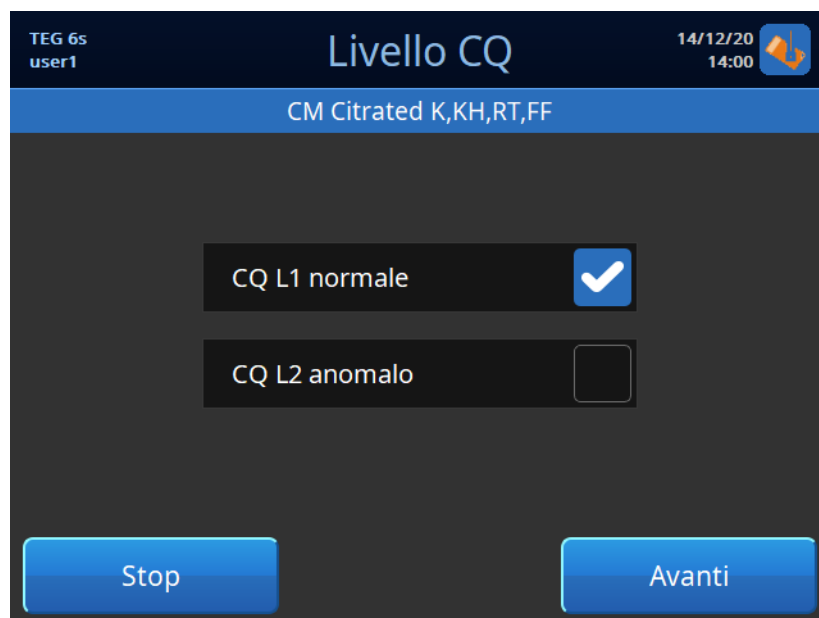 TEG 6s
user1
Livello CQ
14/12/20
14:00
CM Citrated K,KH,RT,FF
CQ L1 normale
CQ L2 anomalo
Stop
Avanti